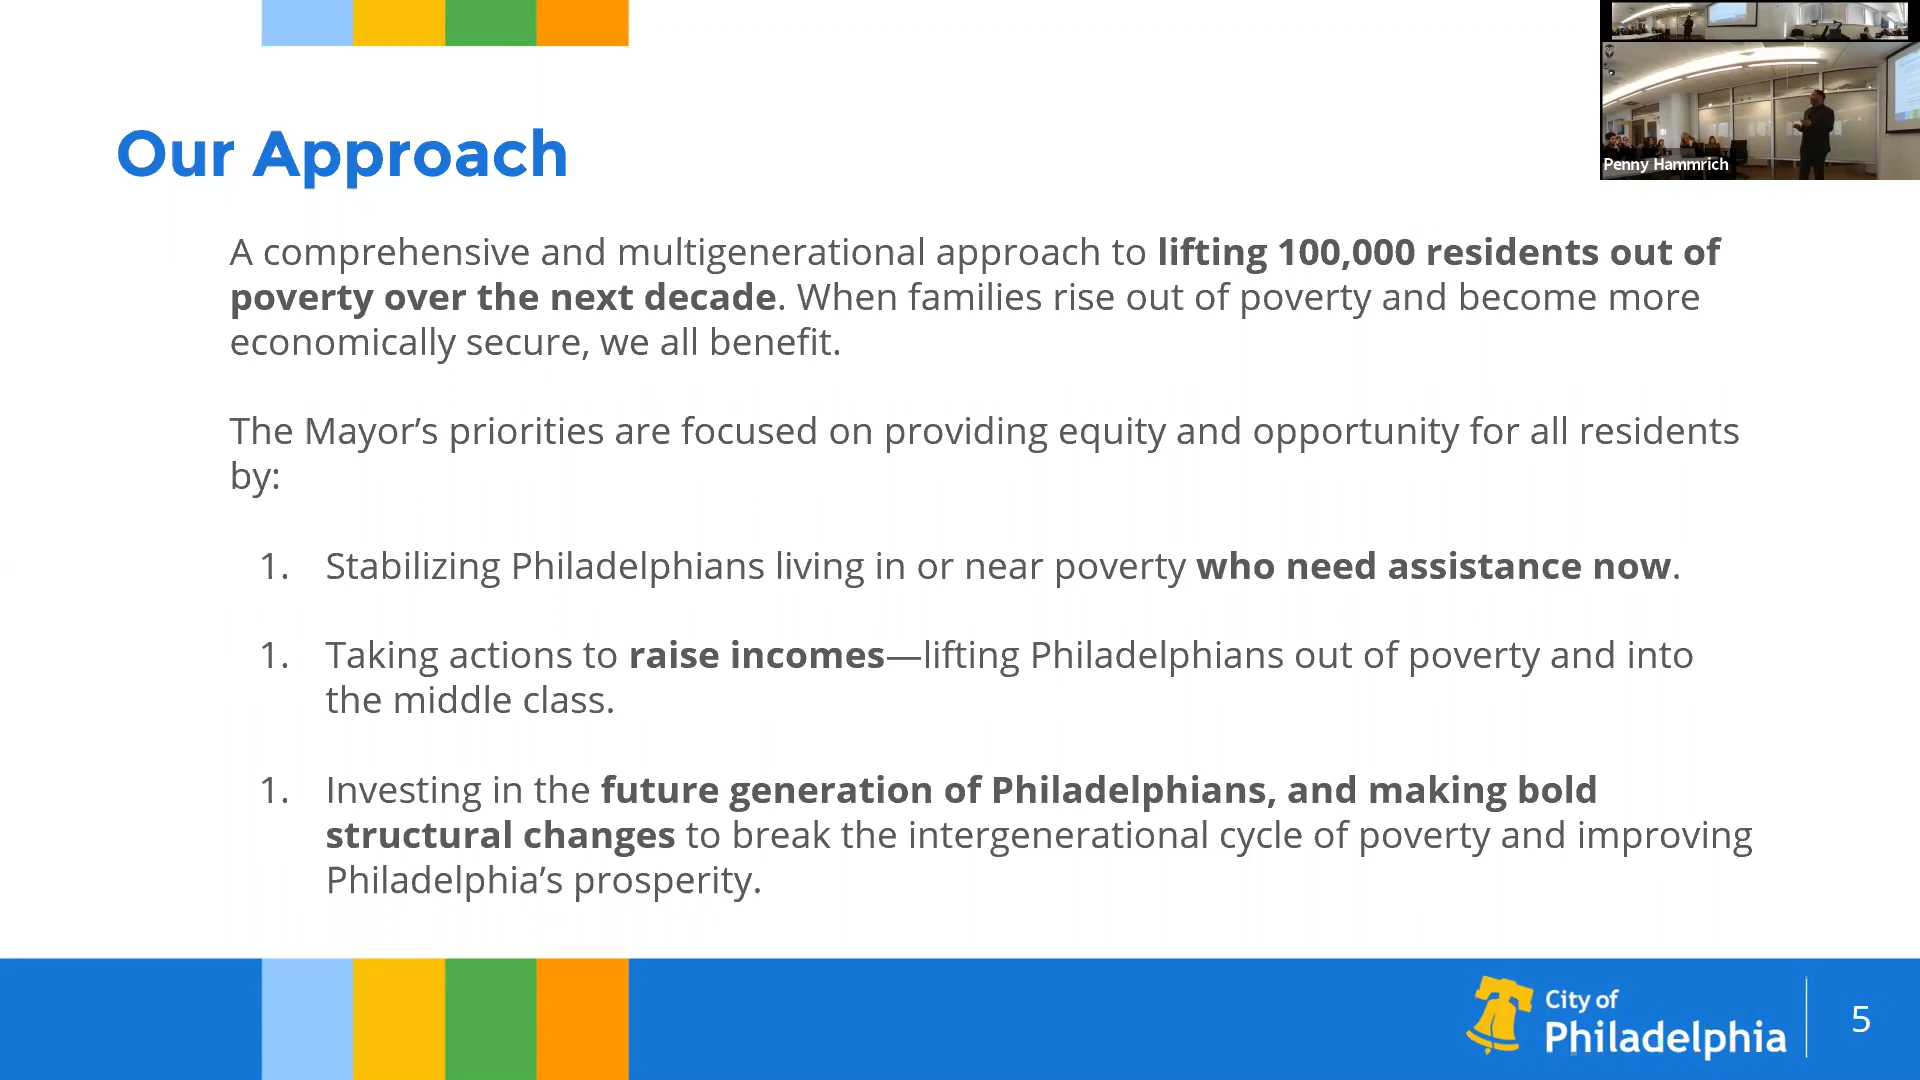 Penny Hammrich
Our Approach
A comprehensive and multigenerational approach to lifting 100,000 residents out of
poverty over the next decade. When families rise out of poverty and become more
economically secure, we all benefit.
The Mayor’s priorities are focused on providing equity and opportunity for all residents
by:
1. Stabilizing Philadelphians living in or near poverty who need assistance now.
1. Taking actions to raise incomes—lifting Philadelphians out of poverty and into
the middle class.
1. Investing in the future generation of Philadelphians, and making bold
structural changes to break the intergenerational cycle of poverty and improving
Philadelphia’s prosperity.
City of
Philadelphia
5